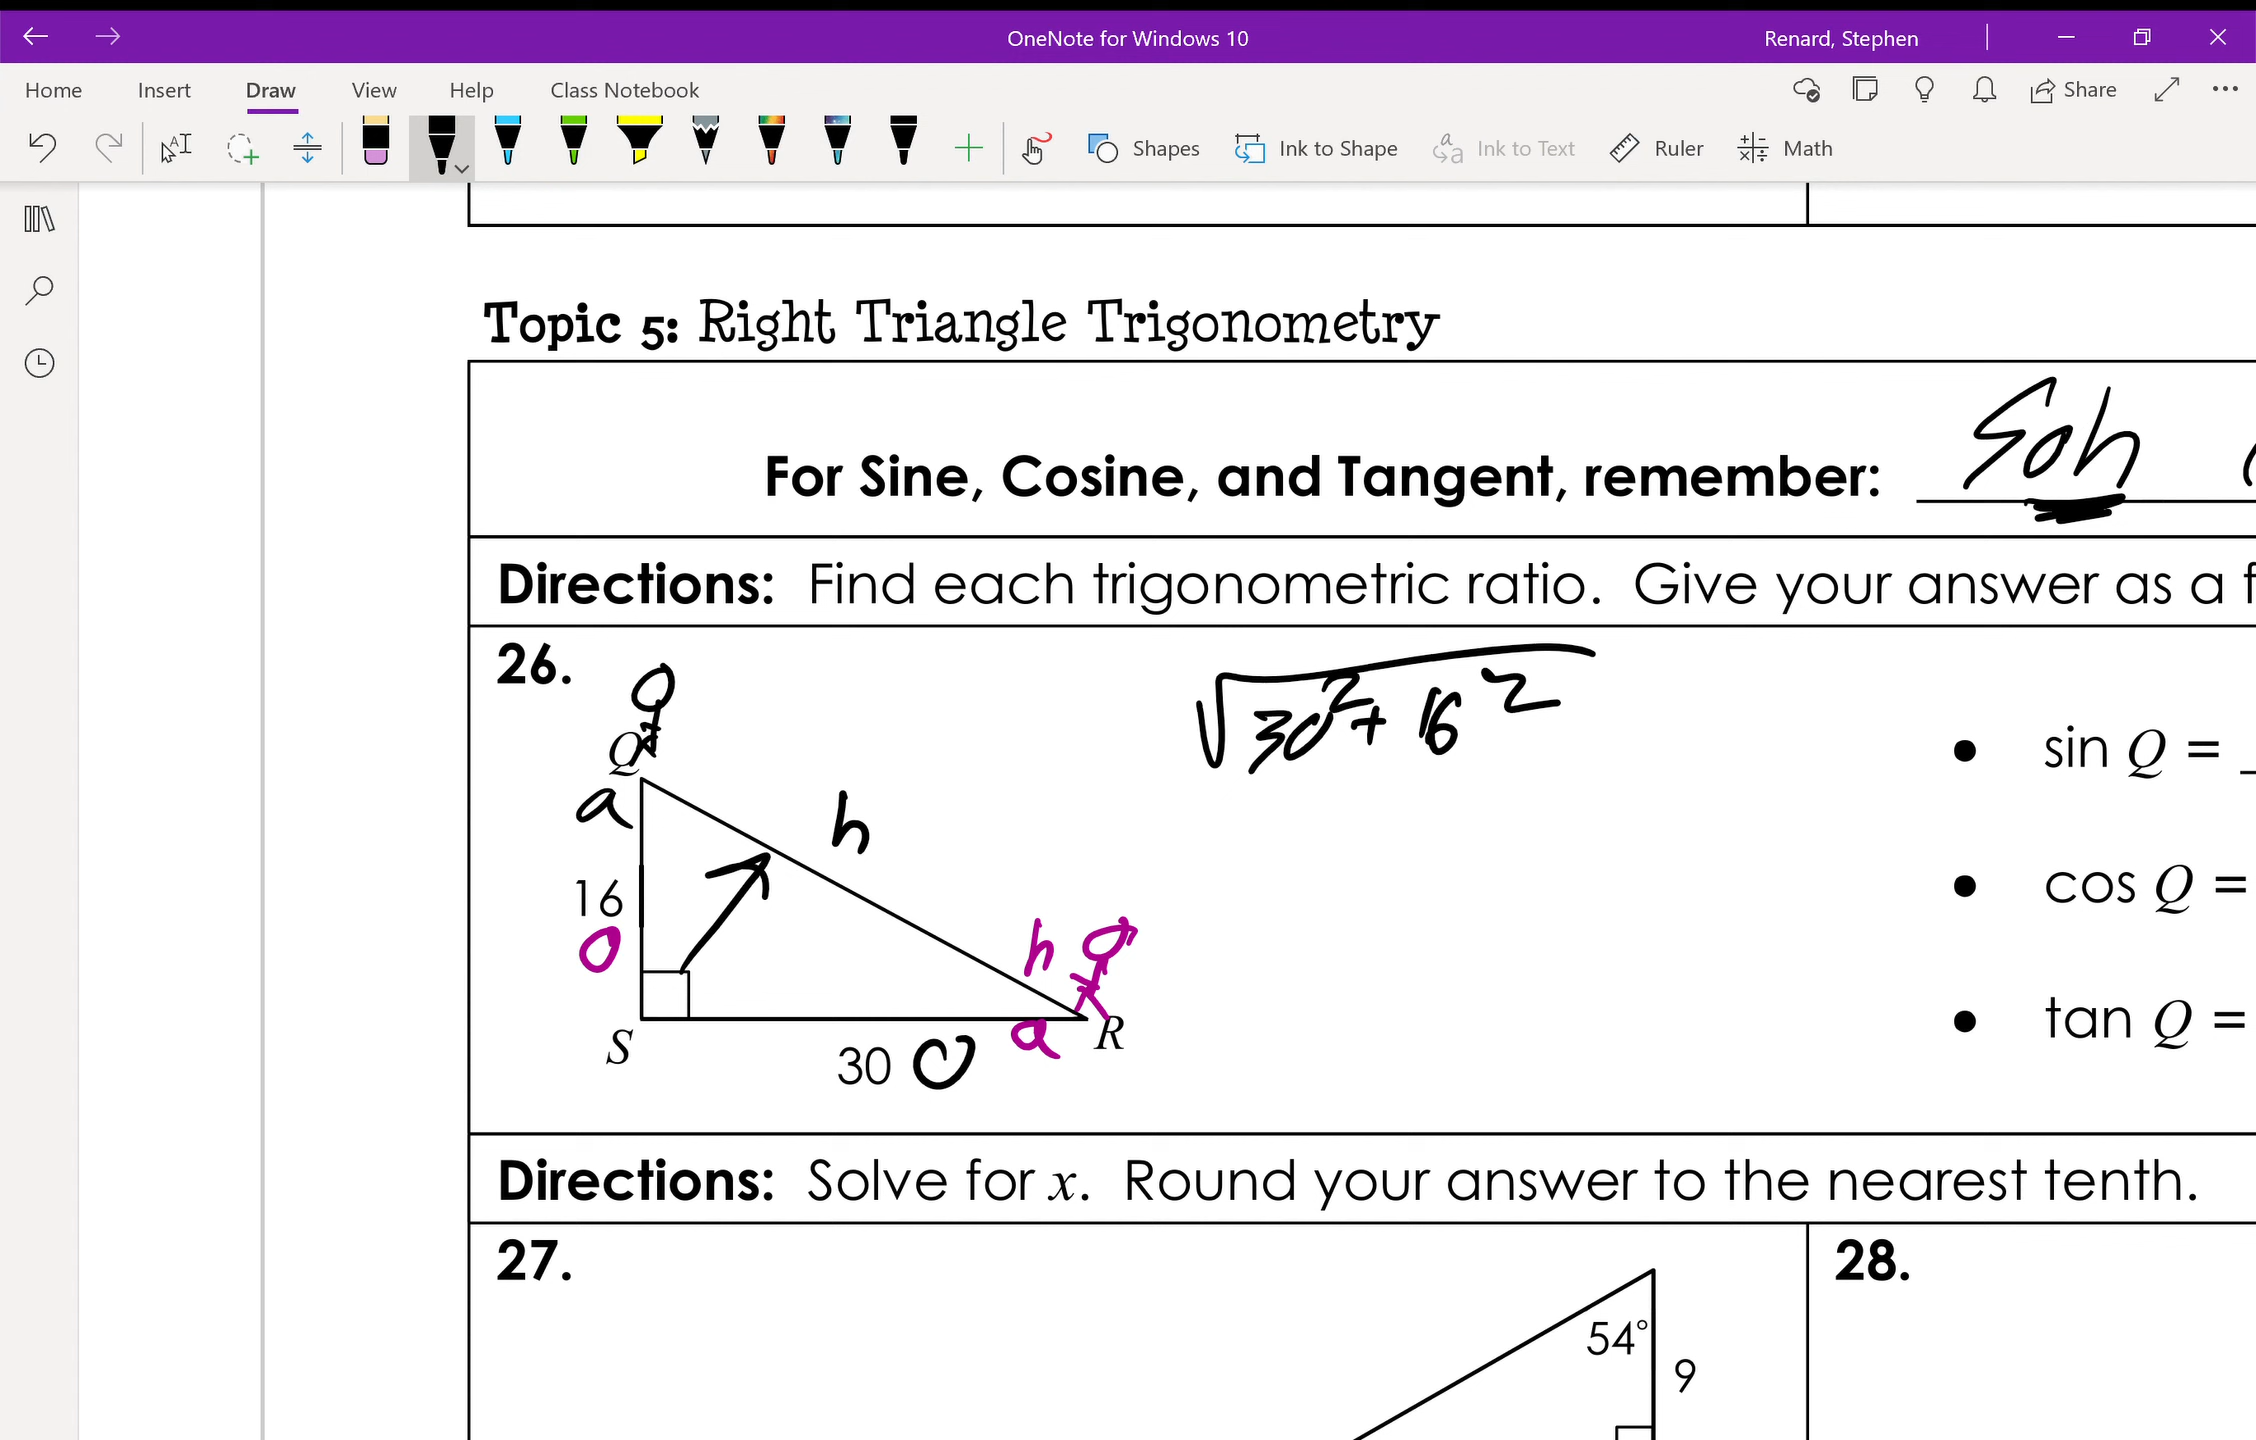 OneNote for Windows 10
Renard, Stephen
Home Insert Draw View Help Class Notebook
Share
Shapes Ink to Shape Ink to Text Ruler Math
Topic 5: Right Triangle Trigonometry
For Sine, Cosine, and Tangent, remember: Soh
Directions: Find each trigonometric ratio. Give your answer as a f
26.
√30²+ 16²
Q
a
h
16
o
h
a
S
30 O
R
• sin Q =
• cos Q =
• tan Q =
Directions: Solve for x. Round your answer to the nearest tenth.
27.
54°
9
28.